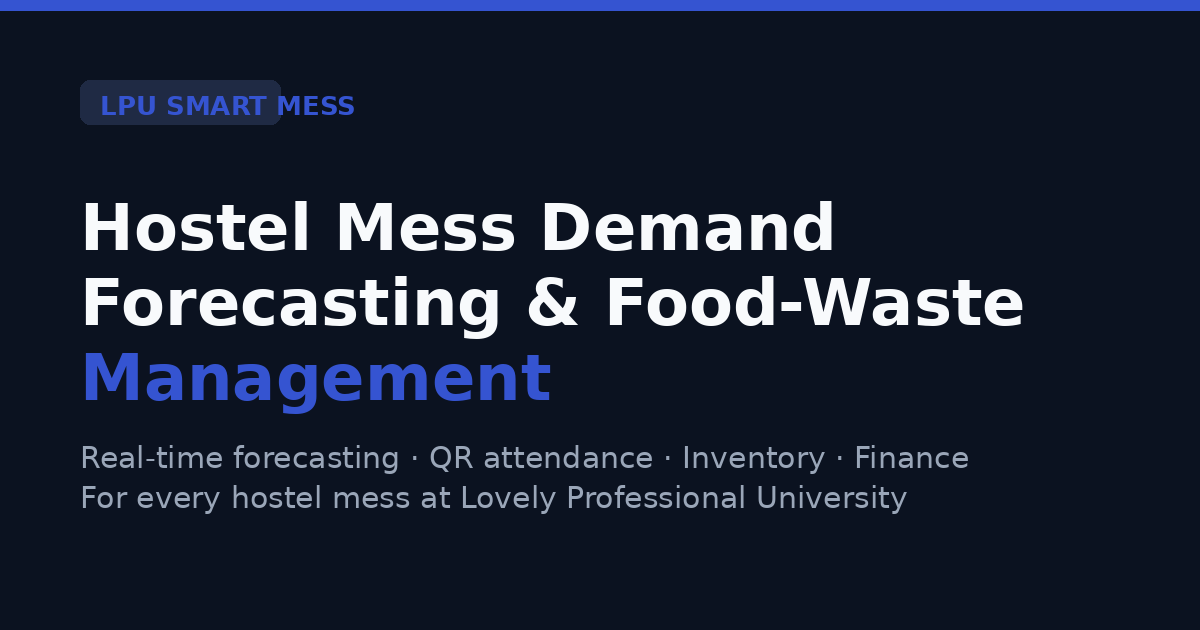 LPU SMART MESS
Hostel Mess Demand
Forecasting & Food-Waste
Management
Real-time forecasting · QR attendance · Inventory · Finance
For every hostel mess at Lovely Professional University